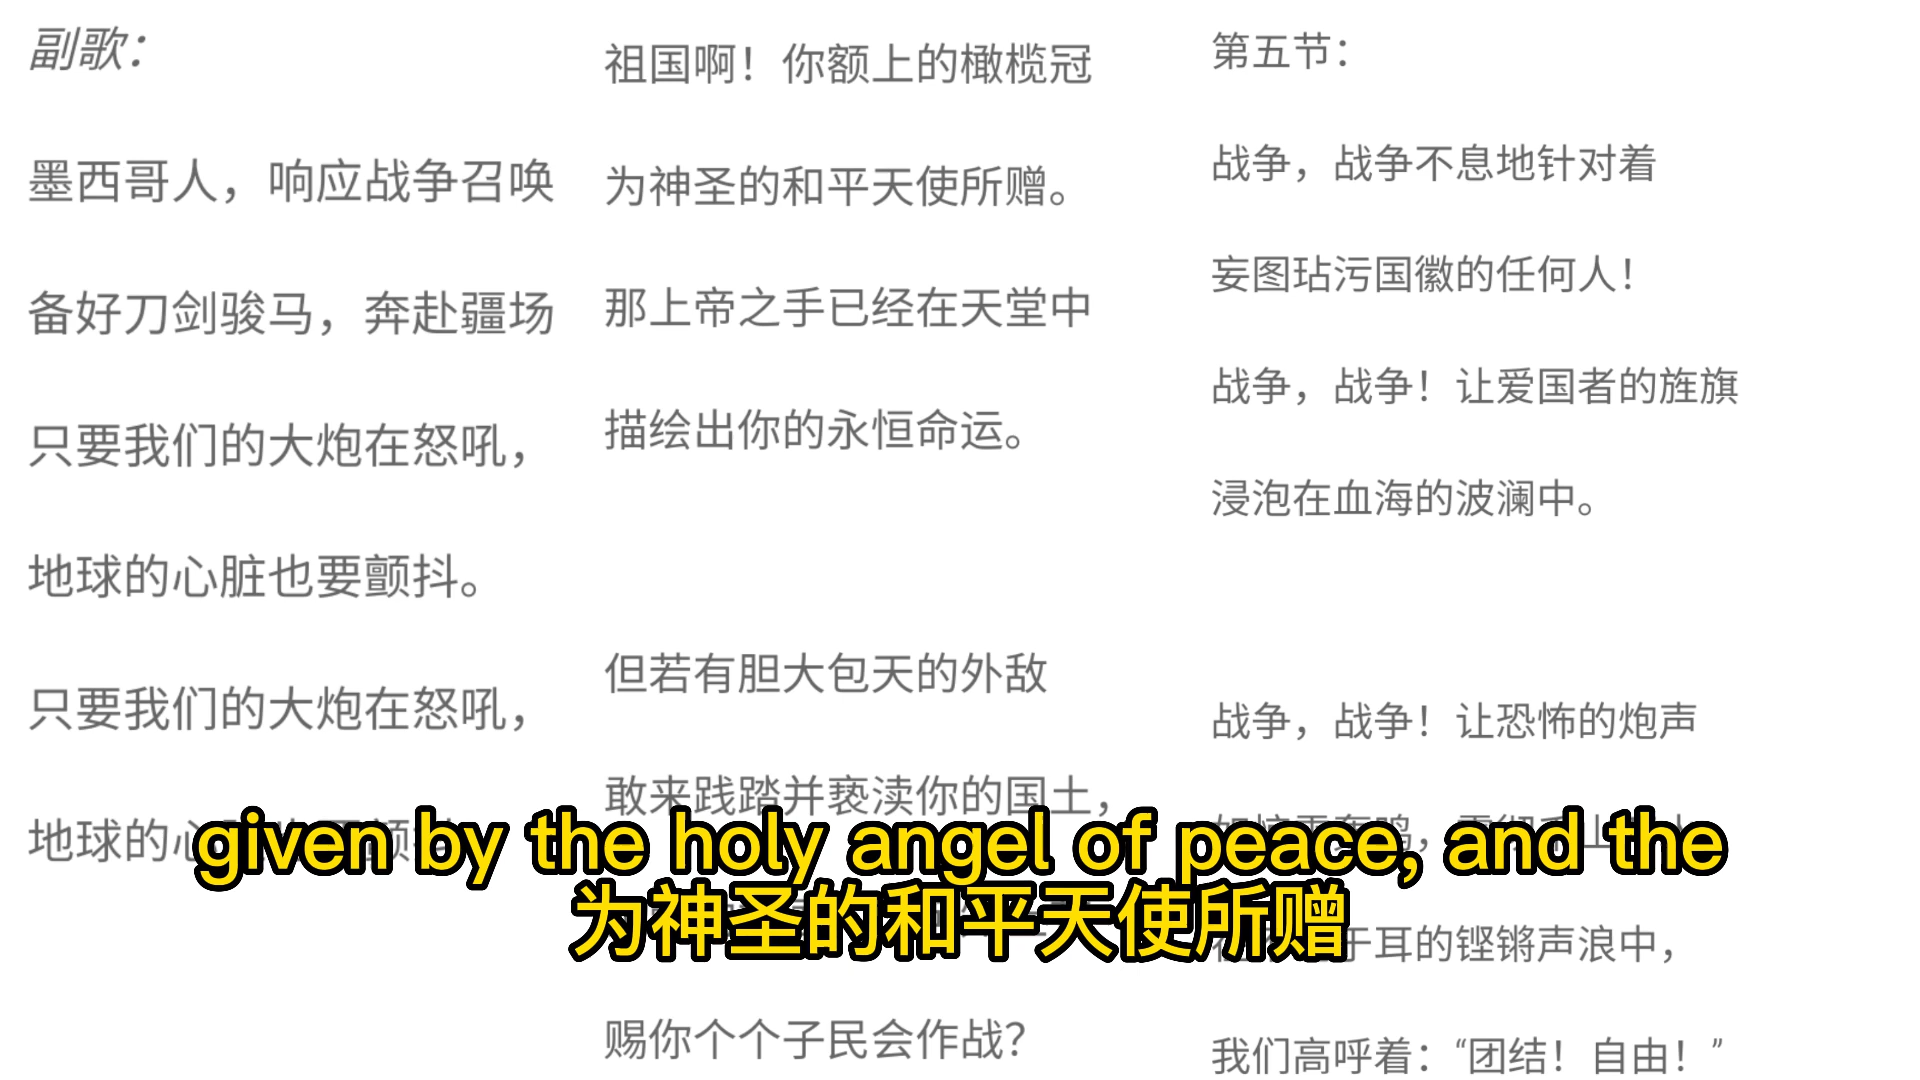 副歌：
墨西哥人，响应战争召唤
备好刀剑骏马，奔赴疆场
只要我们的大炮在怒吼，
地球的心脏也要颤抖。
只要我们的大炮在怒吼，
地球的心
祖国啊！你额上的橄榄冠
为神圣的和平天使所赠。
那上帝之手已经在天堂中
描绘出你的永恒命运。
但若有胆大包天的外敌
敢来践踏并亵渎你的国土，
赐你个个子民会作战？
第五节：
战争，战争不息地针对着
妄图玷污国徽的任何人！
战争，战争！让爱国者的旌旗
浸泡在血海的波澜中。
战争，战争！让恐怖的炮声
耳的铿锵声浪中，
我们高呼着：“团结！自由！”
given by the holy angel of peace, and the
为神圣的和平天使所赠